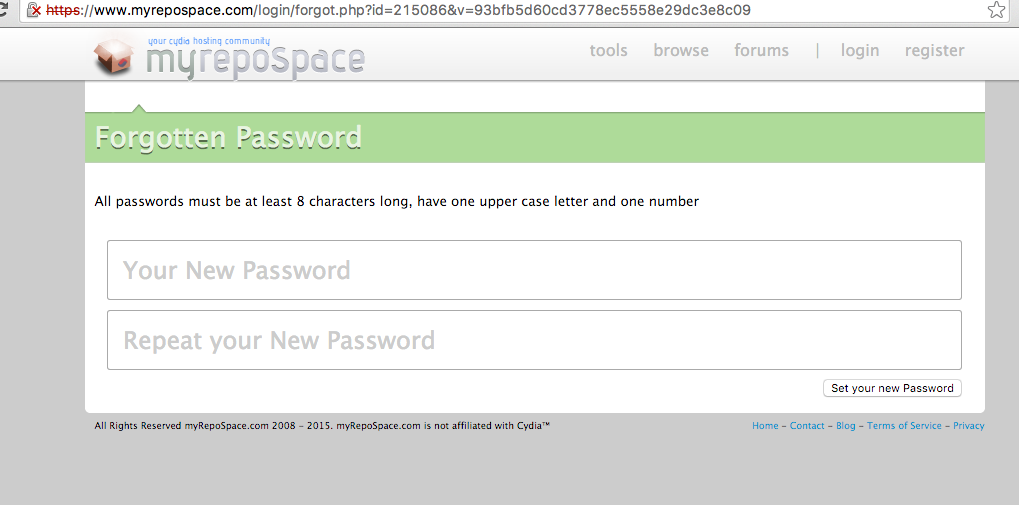 https://www.myrepospace.com/login/forgot.php?id=215086&v=93bfb5d60cd3778ec5558e29dc3e8c09
your cydia hosting community
myrepoSpace
tools browse forums | login register
Forgotten Password
All passwords must be at least 8 characters long, have one upper case letter and one number
Your New Password
Repeat your New Password
Set your new Password
All Rights Reserved myRepoSpace.com 2008 – 2015. myRepoSpace.com is not affiliated with Cydia™ Home – Contact – Blog – Terms of Service – Privacy